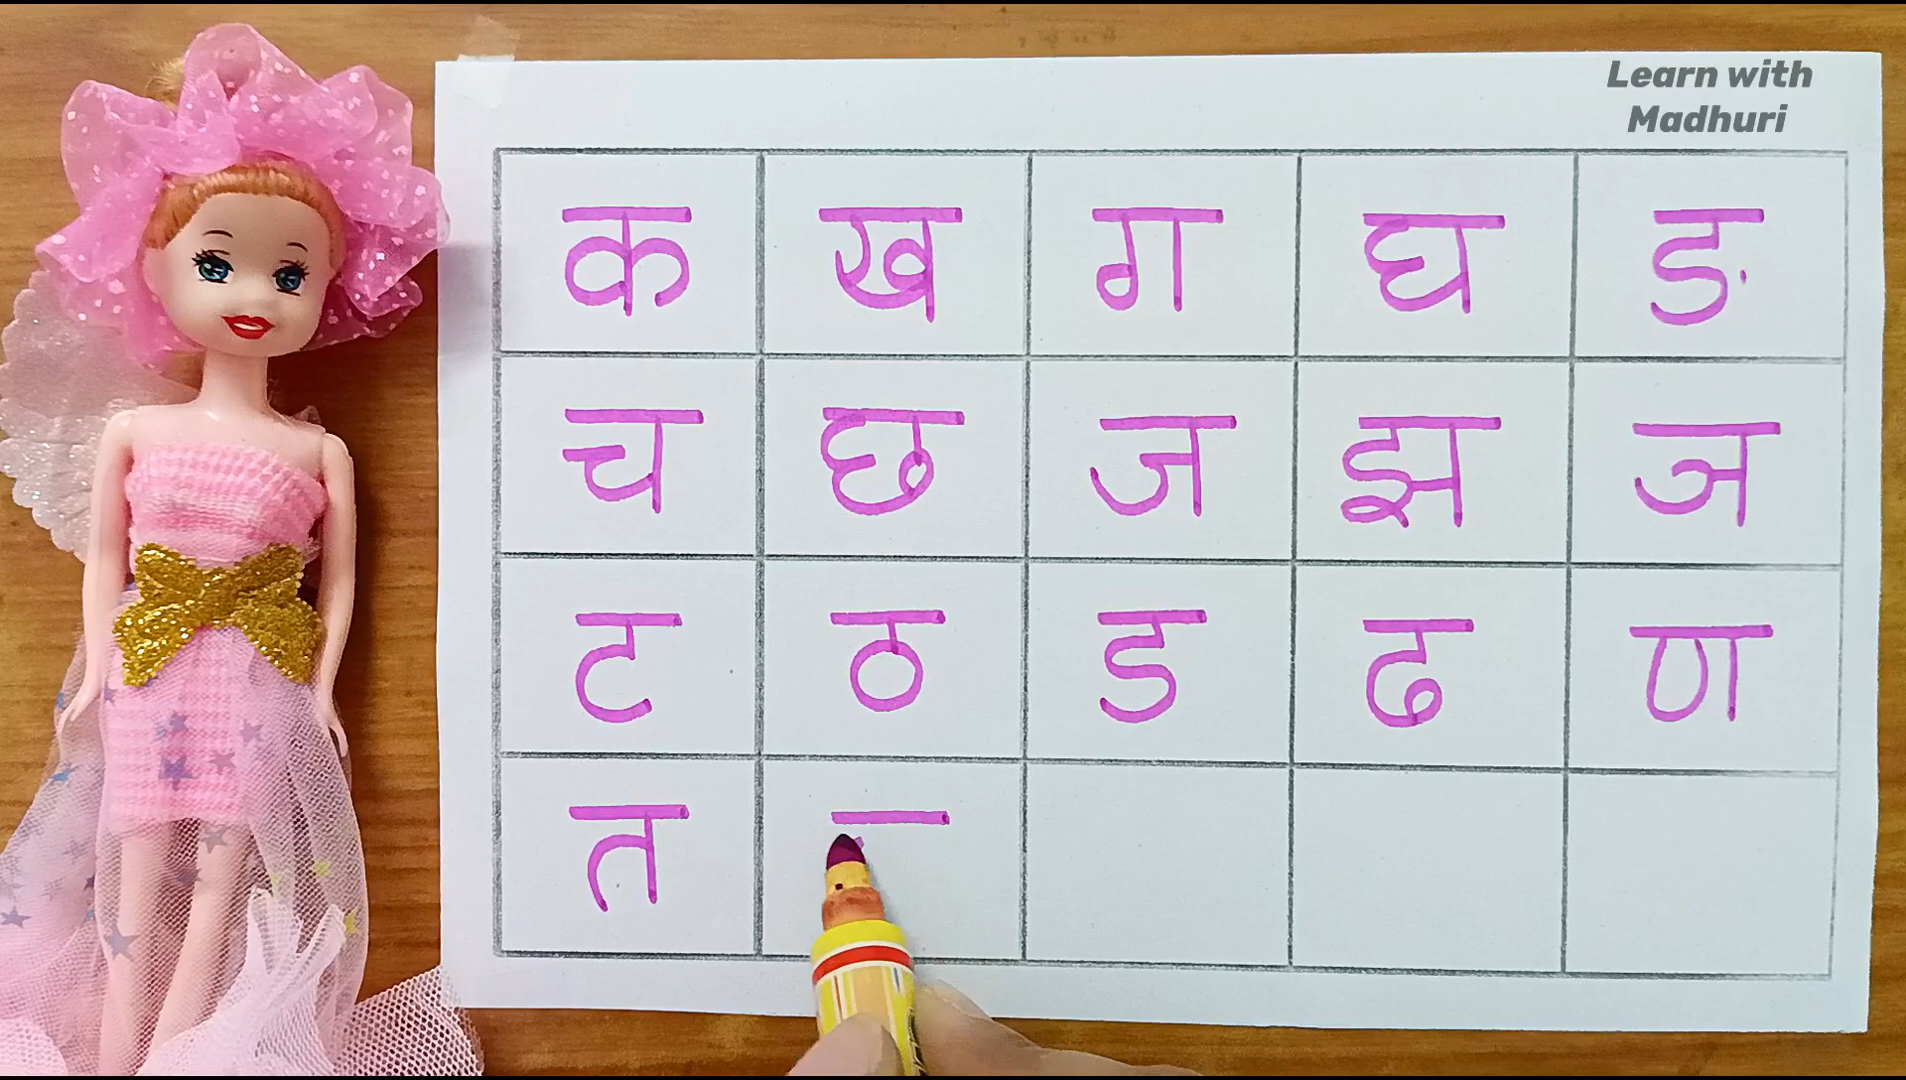 Learn with
Madhuri
क ख ग घ ङ
च छ ज झ ञ
ट ठ ड ढ ण
त